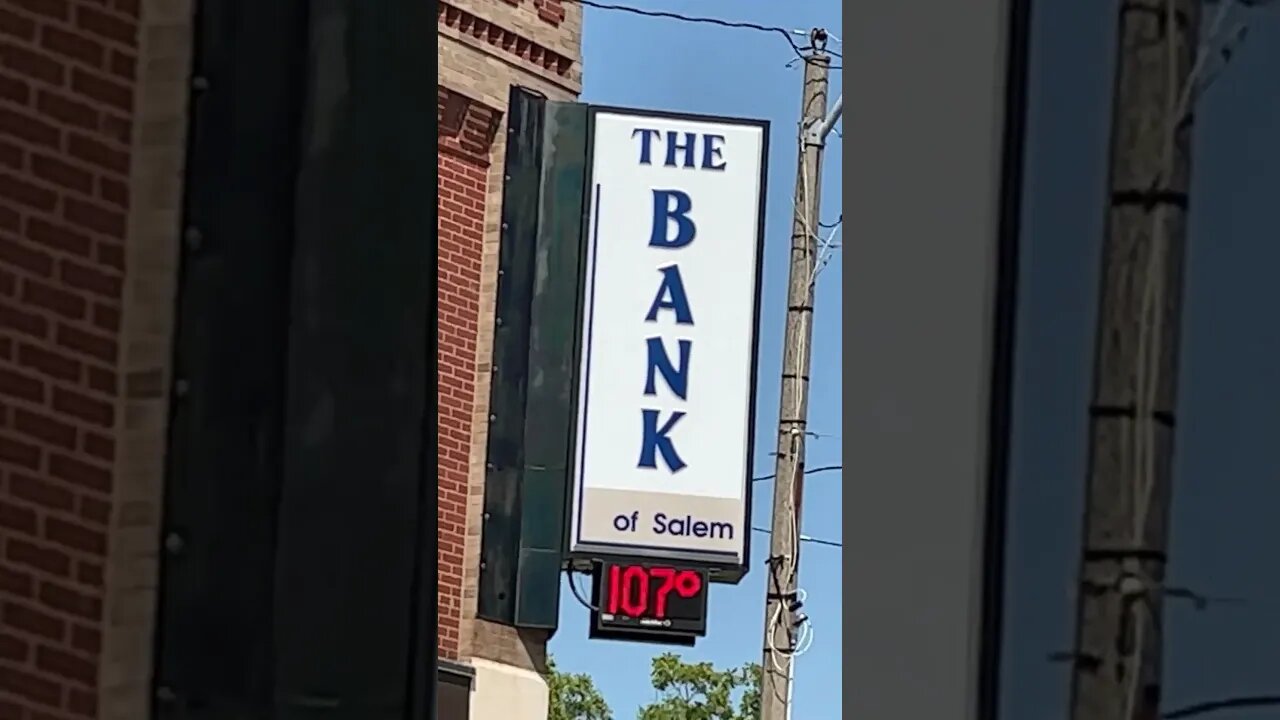 THE
BANK
of Salem
107°